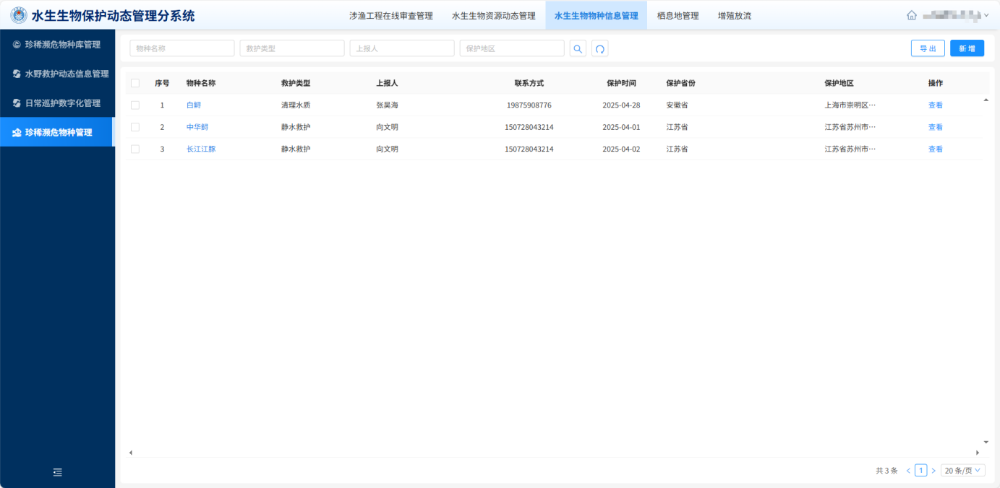 水生生物保护动态管理分系统
涉渔工程在线审查管理 水生生物资源动态管理 水生生物物种信息管理 栖息地管理 增殖放流
珍稀濒危物种库管理
水野救护动态信息管理
日常巡护数字化管理
珍稀濒危物种管理
物种名称 救护类型 上报人 保护地区 导出 新增
序号 物种名称 救护类型 上报人 联系方式 保护时间 保护省份 保护地区 操作
1 白鲟 清理水质 张吴海 19875908776 2025-04-28 安徽省 上海市崇明区… 查看
2 中华鲟 静水救护 向文明 150728043214 2025-04-01 江苏省 江苏省苏州市… 查看
3 长江江豚 静水救护 向文明 150728043214 2025-04-02 江苏省 江苏省苏州市… 查看
共 3 条 1 20 条/页